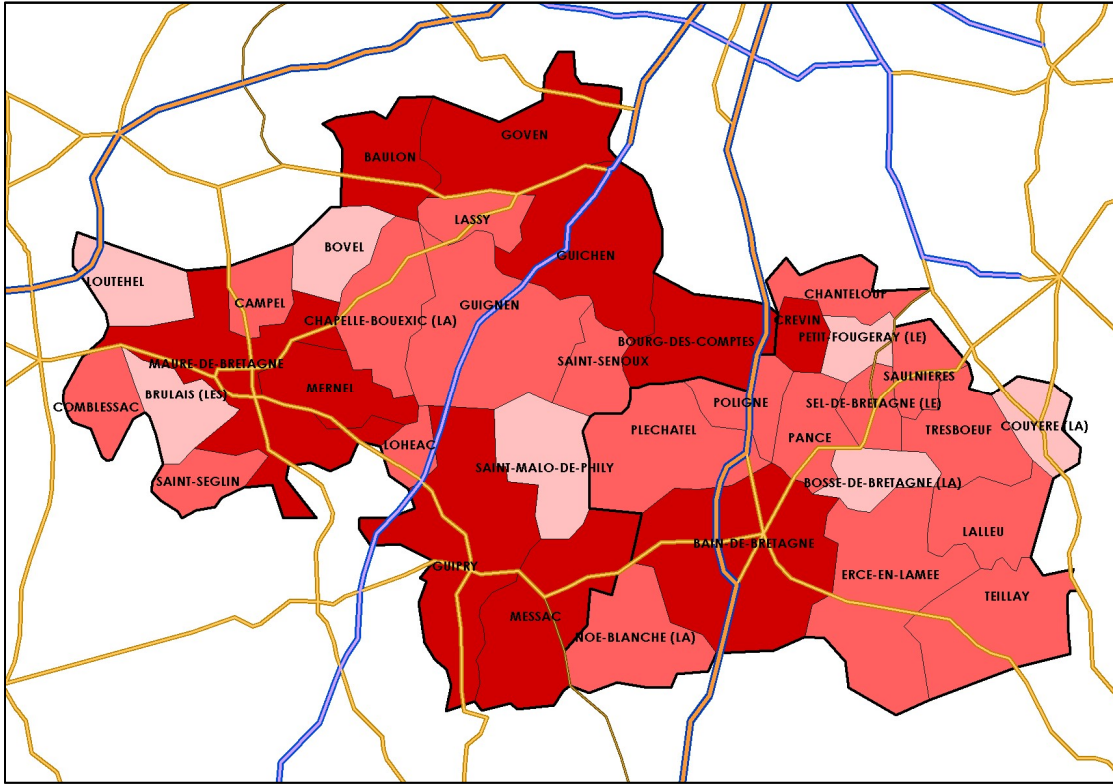 GOVEN
BAULON
LASSY
BOVEL
GUICHEN
LOUTEHEL
CHANTELOUP
CAMPEL
GUIGNEN
CHAPELLE-BOUEXIC (LA)
CREVIN
PETIT-FOUGERAY (LE)
BOURG-DES-COMPTES
SAINT-SENOUX
MAURE-DE-BRETAGNE
SAULNIERES
MERNEL
BRULAIS (LES)
COMBLESSAC
POLIGNE
SEL-DE-BRETAGNE (LE)
COUYERE (LA)
PLECHATEL
TRESBOEUF
PANCE
LOHEAC
SAINT-MALO-DE-PHILY
SAINT-SEGLIN
BOSSE-DE-BRETAGNE (LA)
LALLEU
BAIN-DE-BRETAGNE
GUIPRY
ERCE-EN-LAMEE
TEILLAY
MESSAC
NOE-BLANCHE (LA)